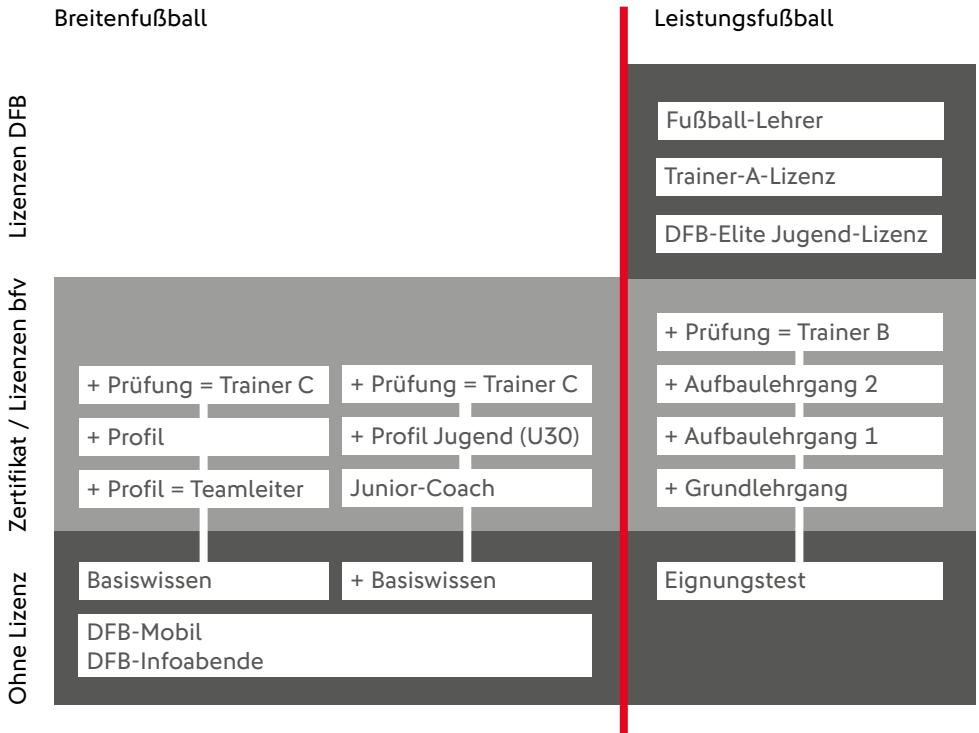 Breitenfußball
Leistungsfußball
Lizenzen DFB
Fußball-Lehrer
Trainer-A-Lizenz
DFB-Elite Jugend-Lizenz
Zertifikat / Lizenzen bfv
+ Prüfung = Trainer C
+ Profil
+ Profil = Teamleiter
+ Prüfung = Trainer C
+ Profil Jugend (U30)
Junior-Coach
+ Prüfung = Trainer B
+ Aufbaulehrgang 2
+ Aufbaulehrgang 1
+ Grundlehrgang
Ohne Lizenz
Basiswissen
+ Basiswissen
Eignungstest
DFB-Mobil
DFB-Infoabende